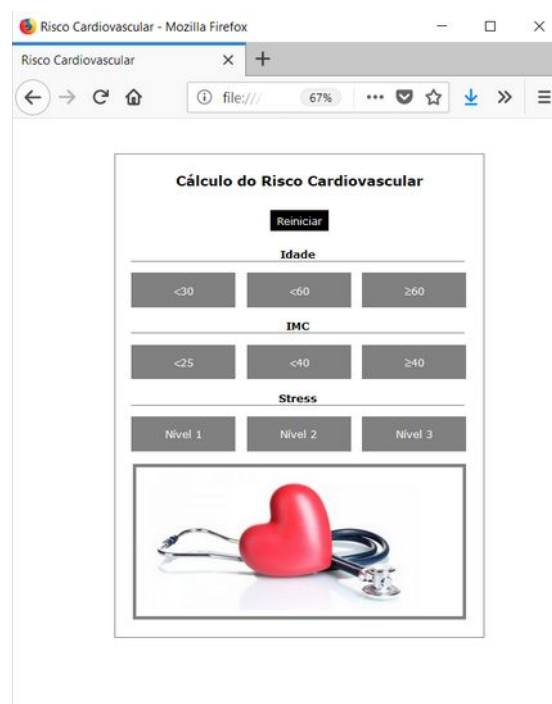 Risco Cardiovascular - Mozilla Firefox
Risco Cardiovascular
file:/// 67%
Cálculo do Risco Cardiovascular
Reiniciar
Idade
<30 <60 ≥60
IMC
<25 <40 ≥40
Stress
Nível 1 Nível 2 Nível 3